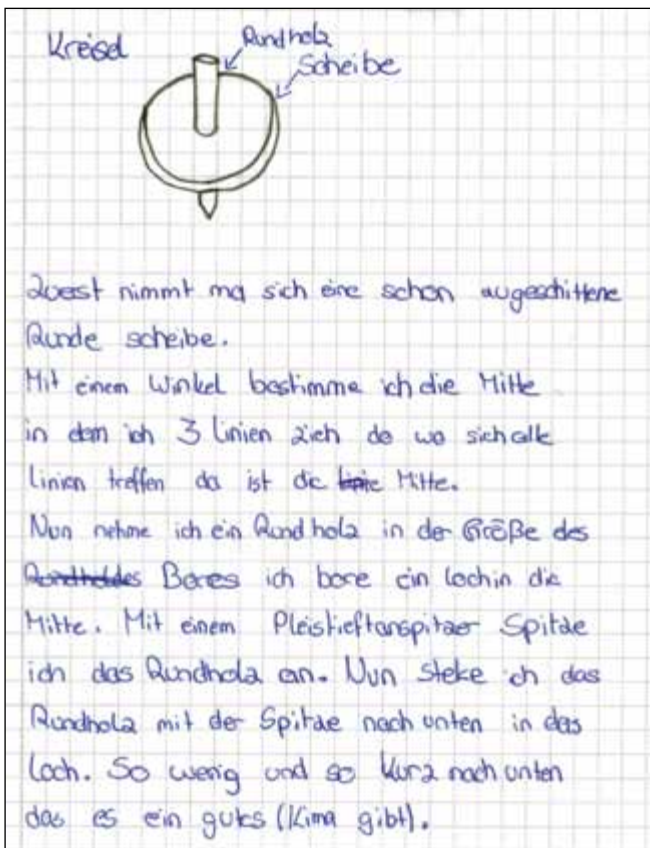 Kreisel
Rundholz
Scheibe
Zuerst nimmt ma sich eine schon augeschittene
Runde scheibe.
Mit einem Winkel bestimme ich die Mitte
in dem ich 3 Linien zieh do wo sich alle
Linien treffen da ist die Mitte.
Nun nehme ich ein Rundholz in der Größe des
Bores ich bore ein loch in die
Mitte. Mit einem Pleistieftanspitzer Spitze
ich das Rundholz an. Nun steke ich das
Rundholz mit der Spitze nach unten in das
Loch. So wenig und so kurz nach unten
das es ein gutes (Kima gibt).